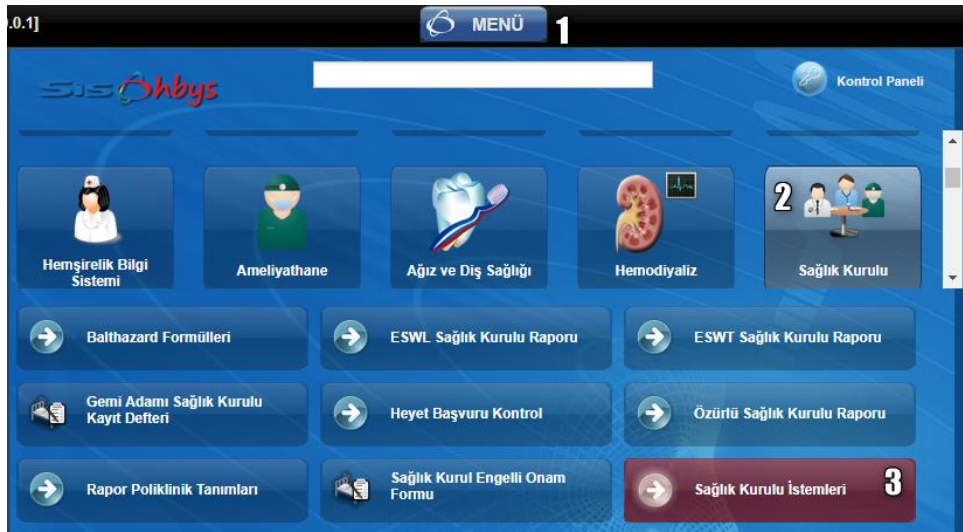 .0.1]
MENÜ
1
SisOhbys
Kontrol Paneli
2
Hemşirelik Bilgi
Sistemi
Ameliyathane
Ağız ve Diş Sağlığı
Hemodiyaliz
Sağlık Kurulu
Balthazard Formülleri
ESWL Sağlık Kurulu Raporu
ESWT Sağlık Kurulu Raporu
Gemi Adamı Sağlık Kurulu
Kayıt Defteri
Heyet Başvuru Kontrol
Özürlü Sağlık Kurulu Raporu
Rapor Poliklinik Tanımları
Sağlık Kurul Engelli Onam
Formu
Sağlık Kurulu İstemleri
3